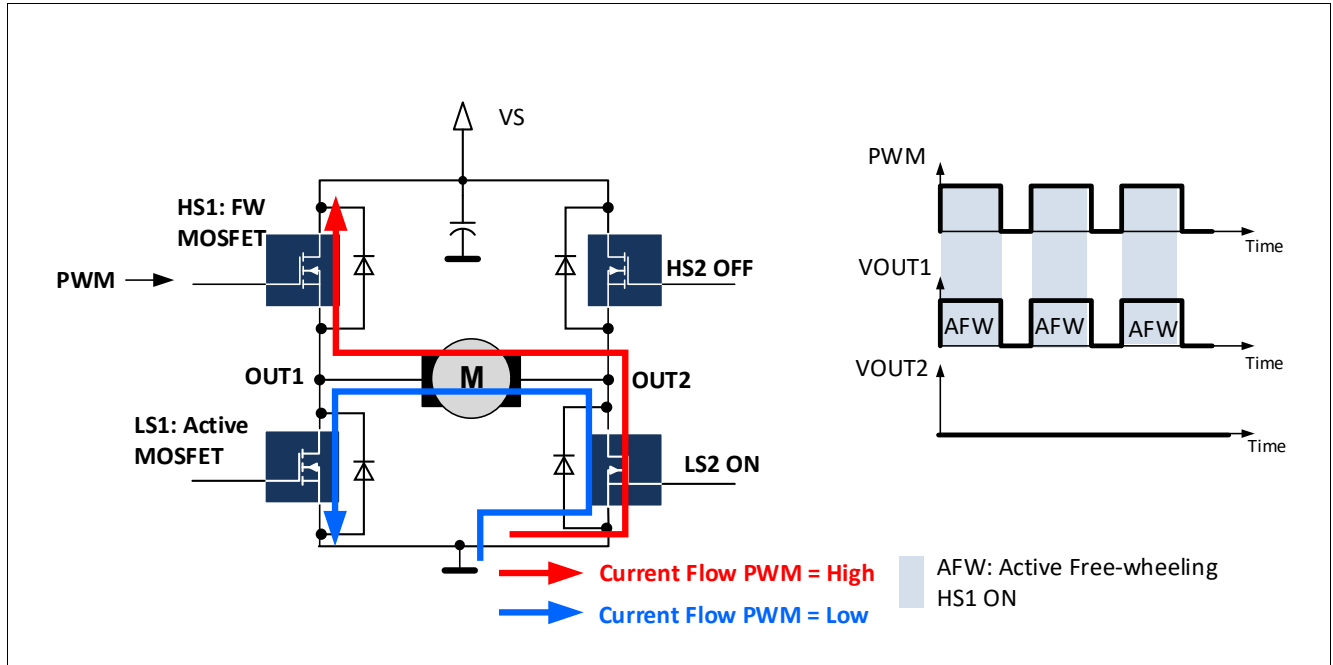 VS
HS1: FW
MOSFET
PWM
HS2 OFF
OUT1
M
OUT2
LS1: Active
MOSFET
LS2 ON
Current Flow PWM = High
Current Flow PWM = Low
PWM
Time
VOUT1
AFW
AFW
AFW
Time
VOUT2
Time
AFW: Active Free-wheeling
HS1 ON